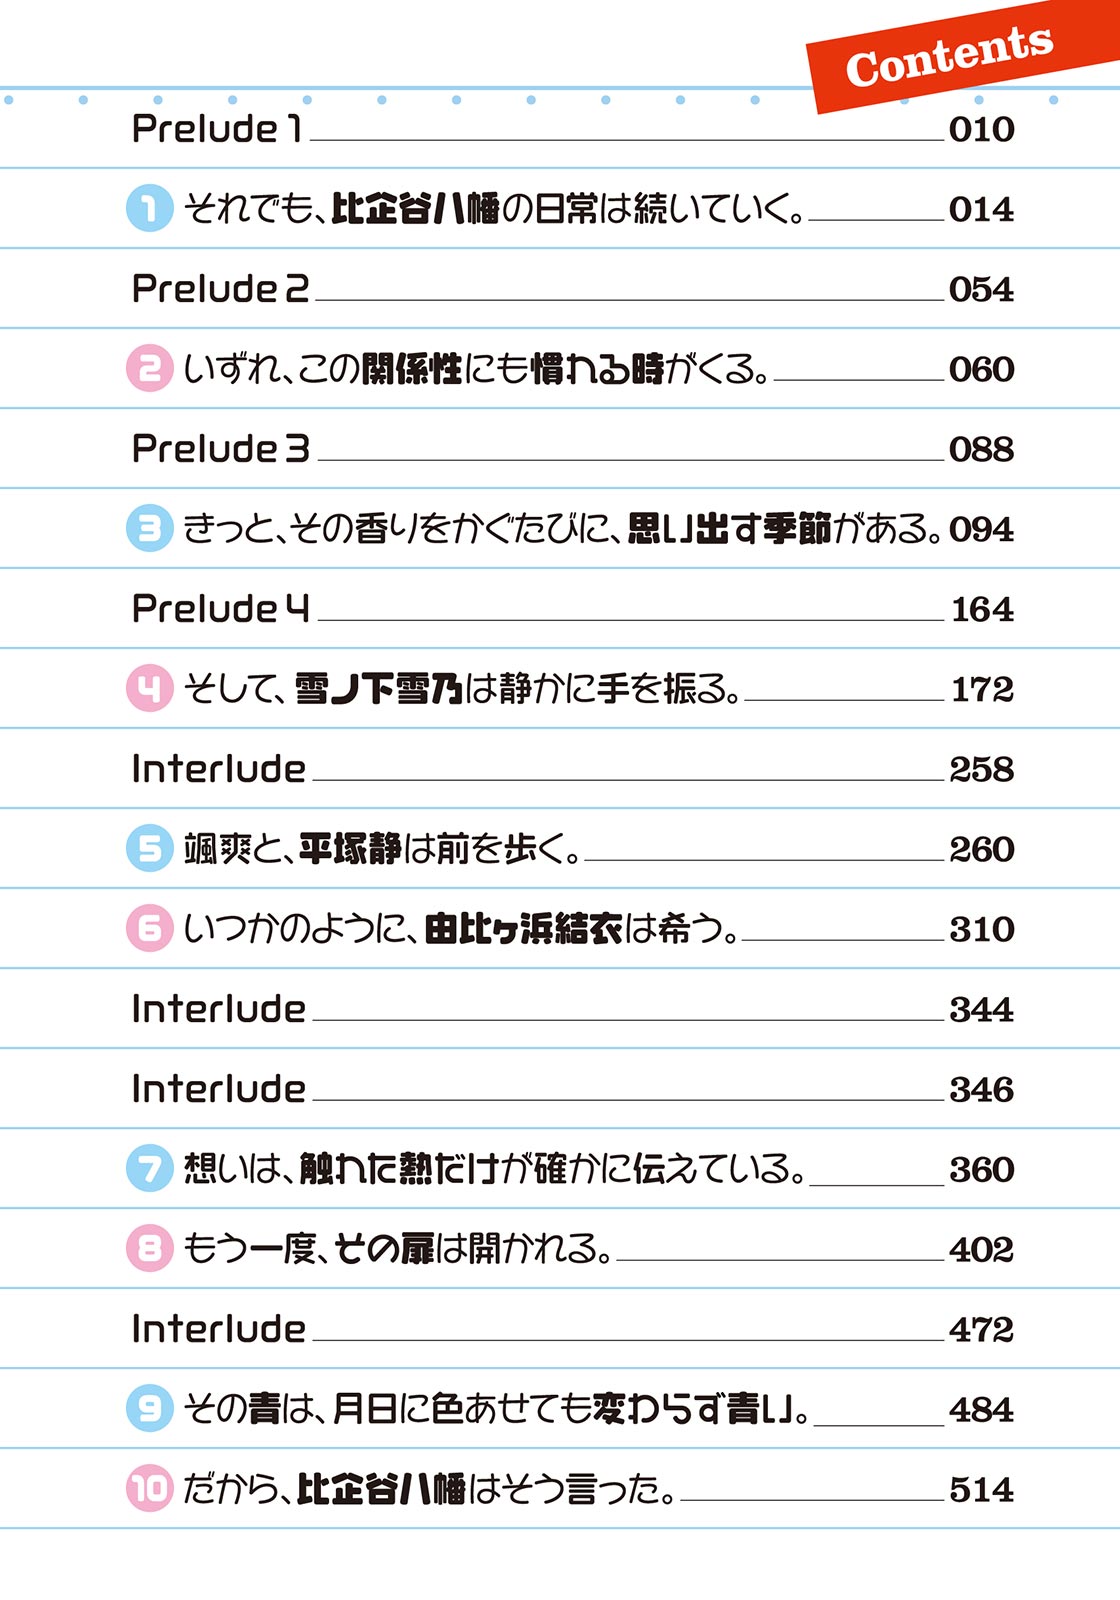 Contents
Prelude 1 010
1 それでも、比企谷八幡の日常は続いていく。 014
Prelude 2 054
2 いずれ、この関係性にも慣れる時がくる。 060
Prelude 3 088
3 きっと、その香りをかぐたびに、思い出す季節がある。 094
Prelude 4 164
4 そして、雪ノ下雪乃は静かに手を振る。 172
Interlude 258
5 颯爽と、平塚静は前を歩く。 260
6 いつかのように、由比ヶ浜結衣は希う。 310
Interlude 344
Interlude 346
7 想いは、触れた熱だけが確かに伝えている。 360
8 もう一度、その扉は開かれる。 402
Interlude 472
9 その青は、月日に色あせても変わらず青い。 484
10 だから、比企谷八幡はそう言った。 514